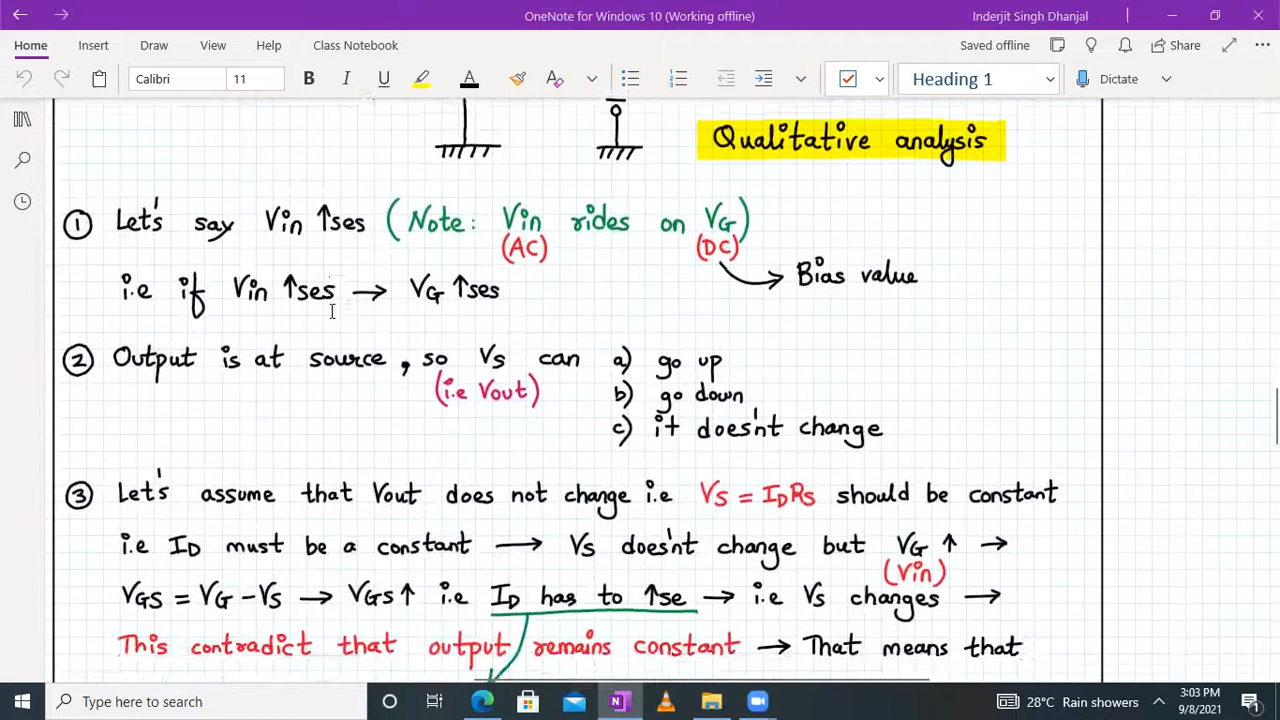 OneNote for Windows 10 (Working offline)
Inderjit Singh Dhanjal
Home Insert Draw View Help Class Notebook
Saved offline
Share
Calibri 11 B I U A Heading 1 Dictate
Qualitative analysis
① Let's say Vin ↑ses (Note: Vin rides on VG)
(AC) (DC)
i.e if Vin ↑ses → VG ↑ses
Bias value
② Output is at source, so VS can a) go up
(i.e Vout) b) go down
c) it does'nt change
③ Let's assume that Vout does not change i.e VS = IDRS should be constant
i.e ID must be a constant → VS does'nt change but VG ↑ →
(Vin)
VGS = VG - VS → VGS↑ i.e ID has to ↑se → i.e VS changes →
This contradict that output remains constant → That means that
Type here to search
28°C Rain showers
3:03 PM
9/8/2021